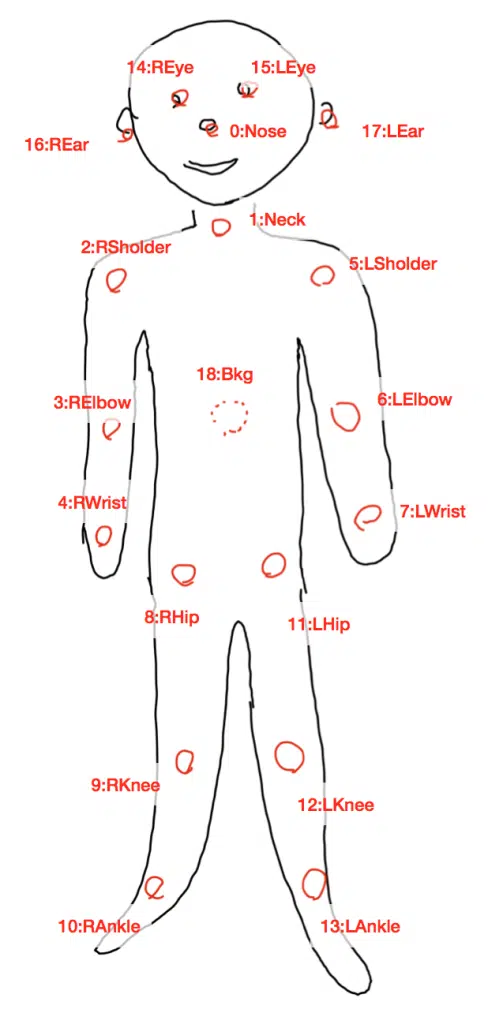 14:REye
15:LEye
0:Nose
17:LEar
16:REar
1:Neck
2:RSholder
5:LSholder
18:Bkg
3:RElbow
6:LElbow
4:RWrist
7:LWrist
8:RHip
11:LHip
9:RKnee
12:LKnee
10:RAnkle
13:LAnkle